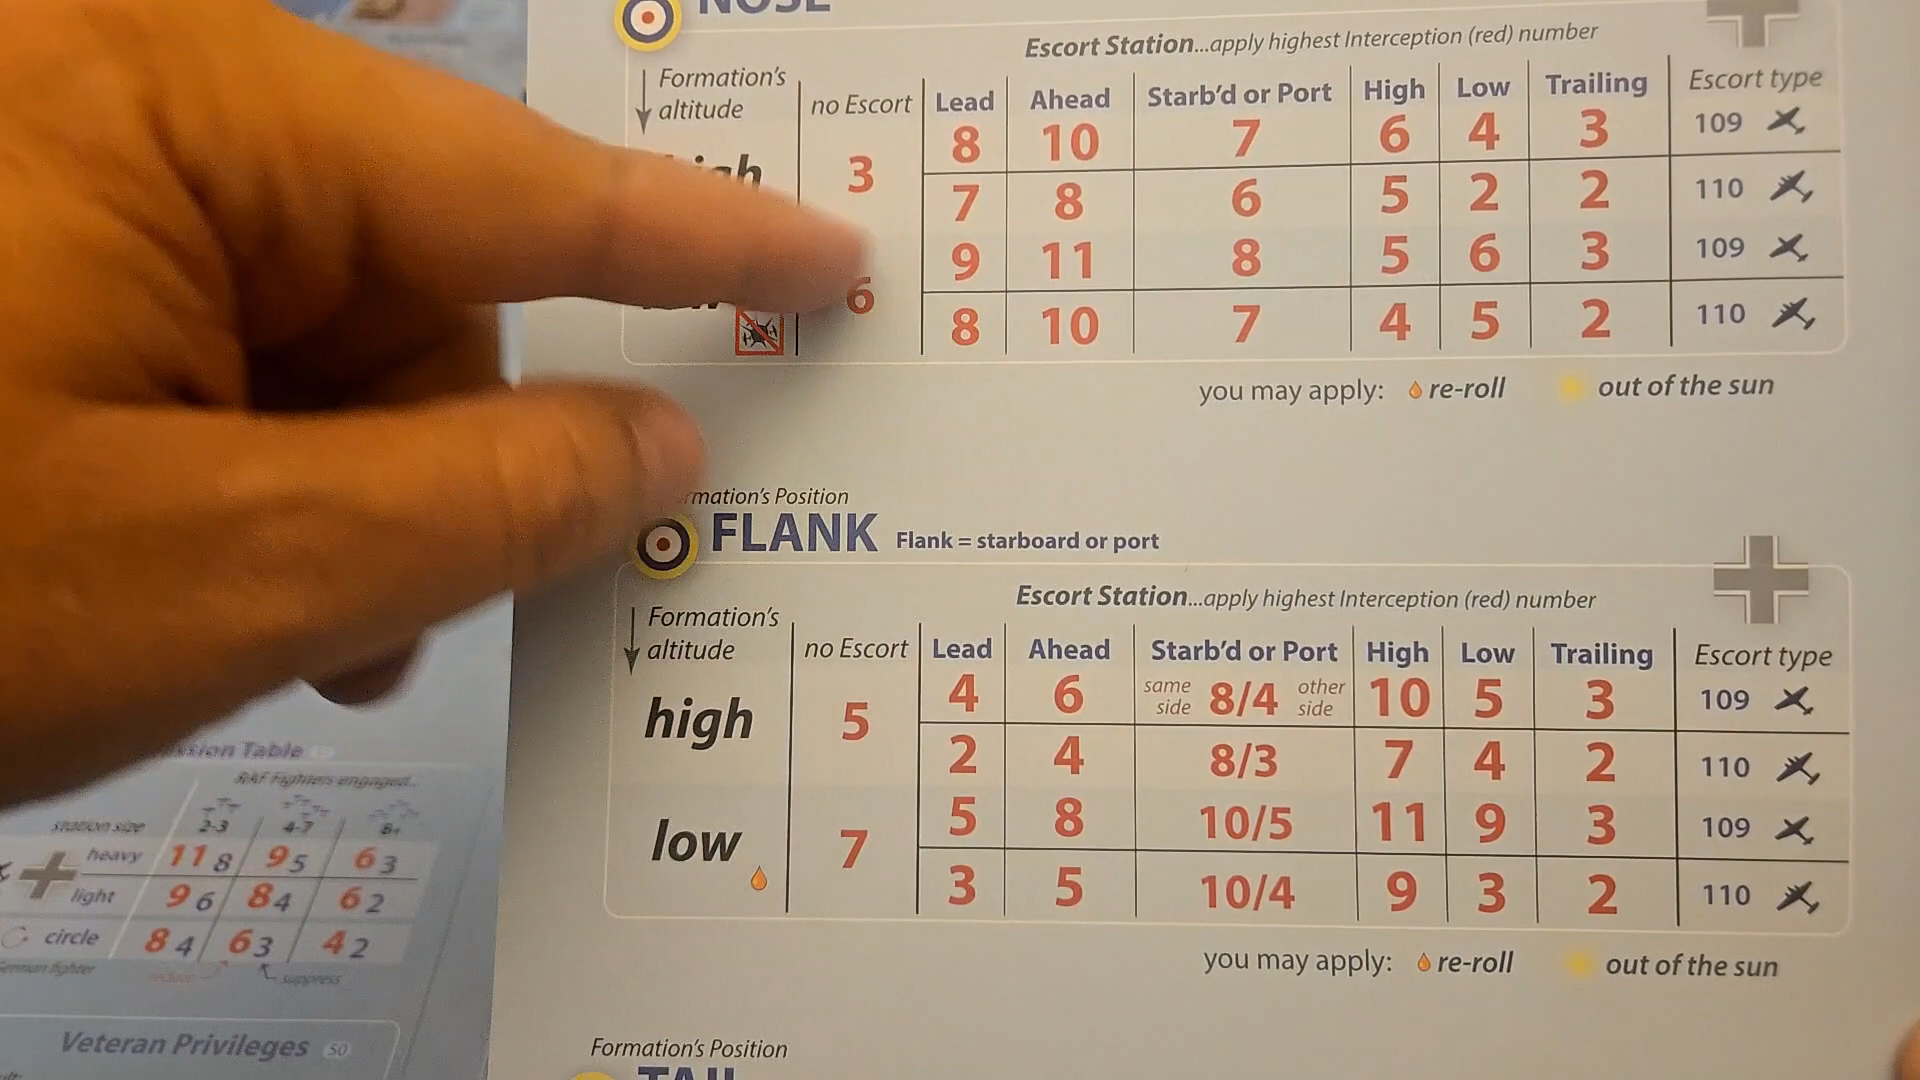 NOSE
Escort Station...apply highest Interception (red) number
Formation's altitude no Escort Lead Ahead Starb'd or Port High Low Trailing Escort type
3 8 10 7 6 4 3 109
7 8 6 5 2 2 110
6 9 11 8 5 6 3 109
8 10 7 4 5 2 110
you may apply: re-roll out of the sun
Position
FLANK Flank = starboard or port
Escort Station...apply highest Interception (red) number
Formation's altitude no Escort Lead Ahead Starb'd or Port High Low Trailing Escort type
high 5 4 6 same side 8/4 other side 10 5 3 109
2 4 8/3 7 4 2 110
low 7 5 8 10/5 11 9 3 109
3 5 10/4 9 3 2 110
you may apply: re-roll out of the sun
Formation's Position
TAIL
Table
RAF Fighters engaged...
station size 2-3 4-7 8+
heavy 11 8 9 5 6 3
light 9 6 8 4 6 2
circle 8 4 6 3 4 2
German fighter reduce suppress
Veteran Privileges 50